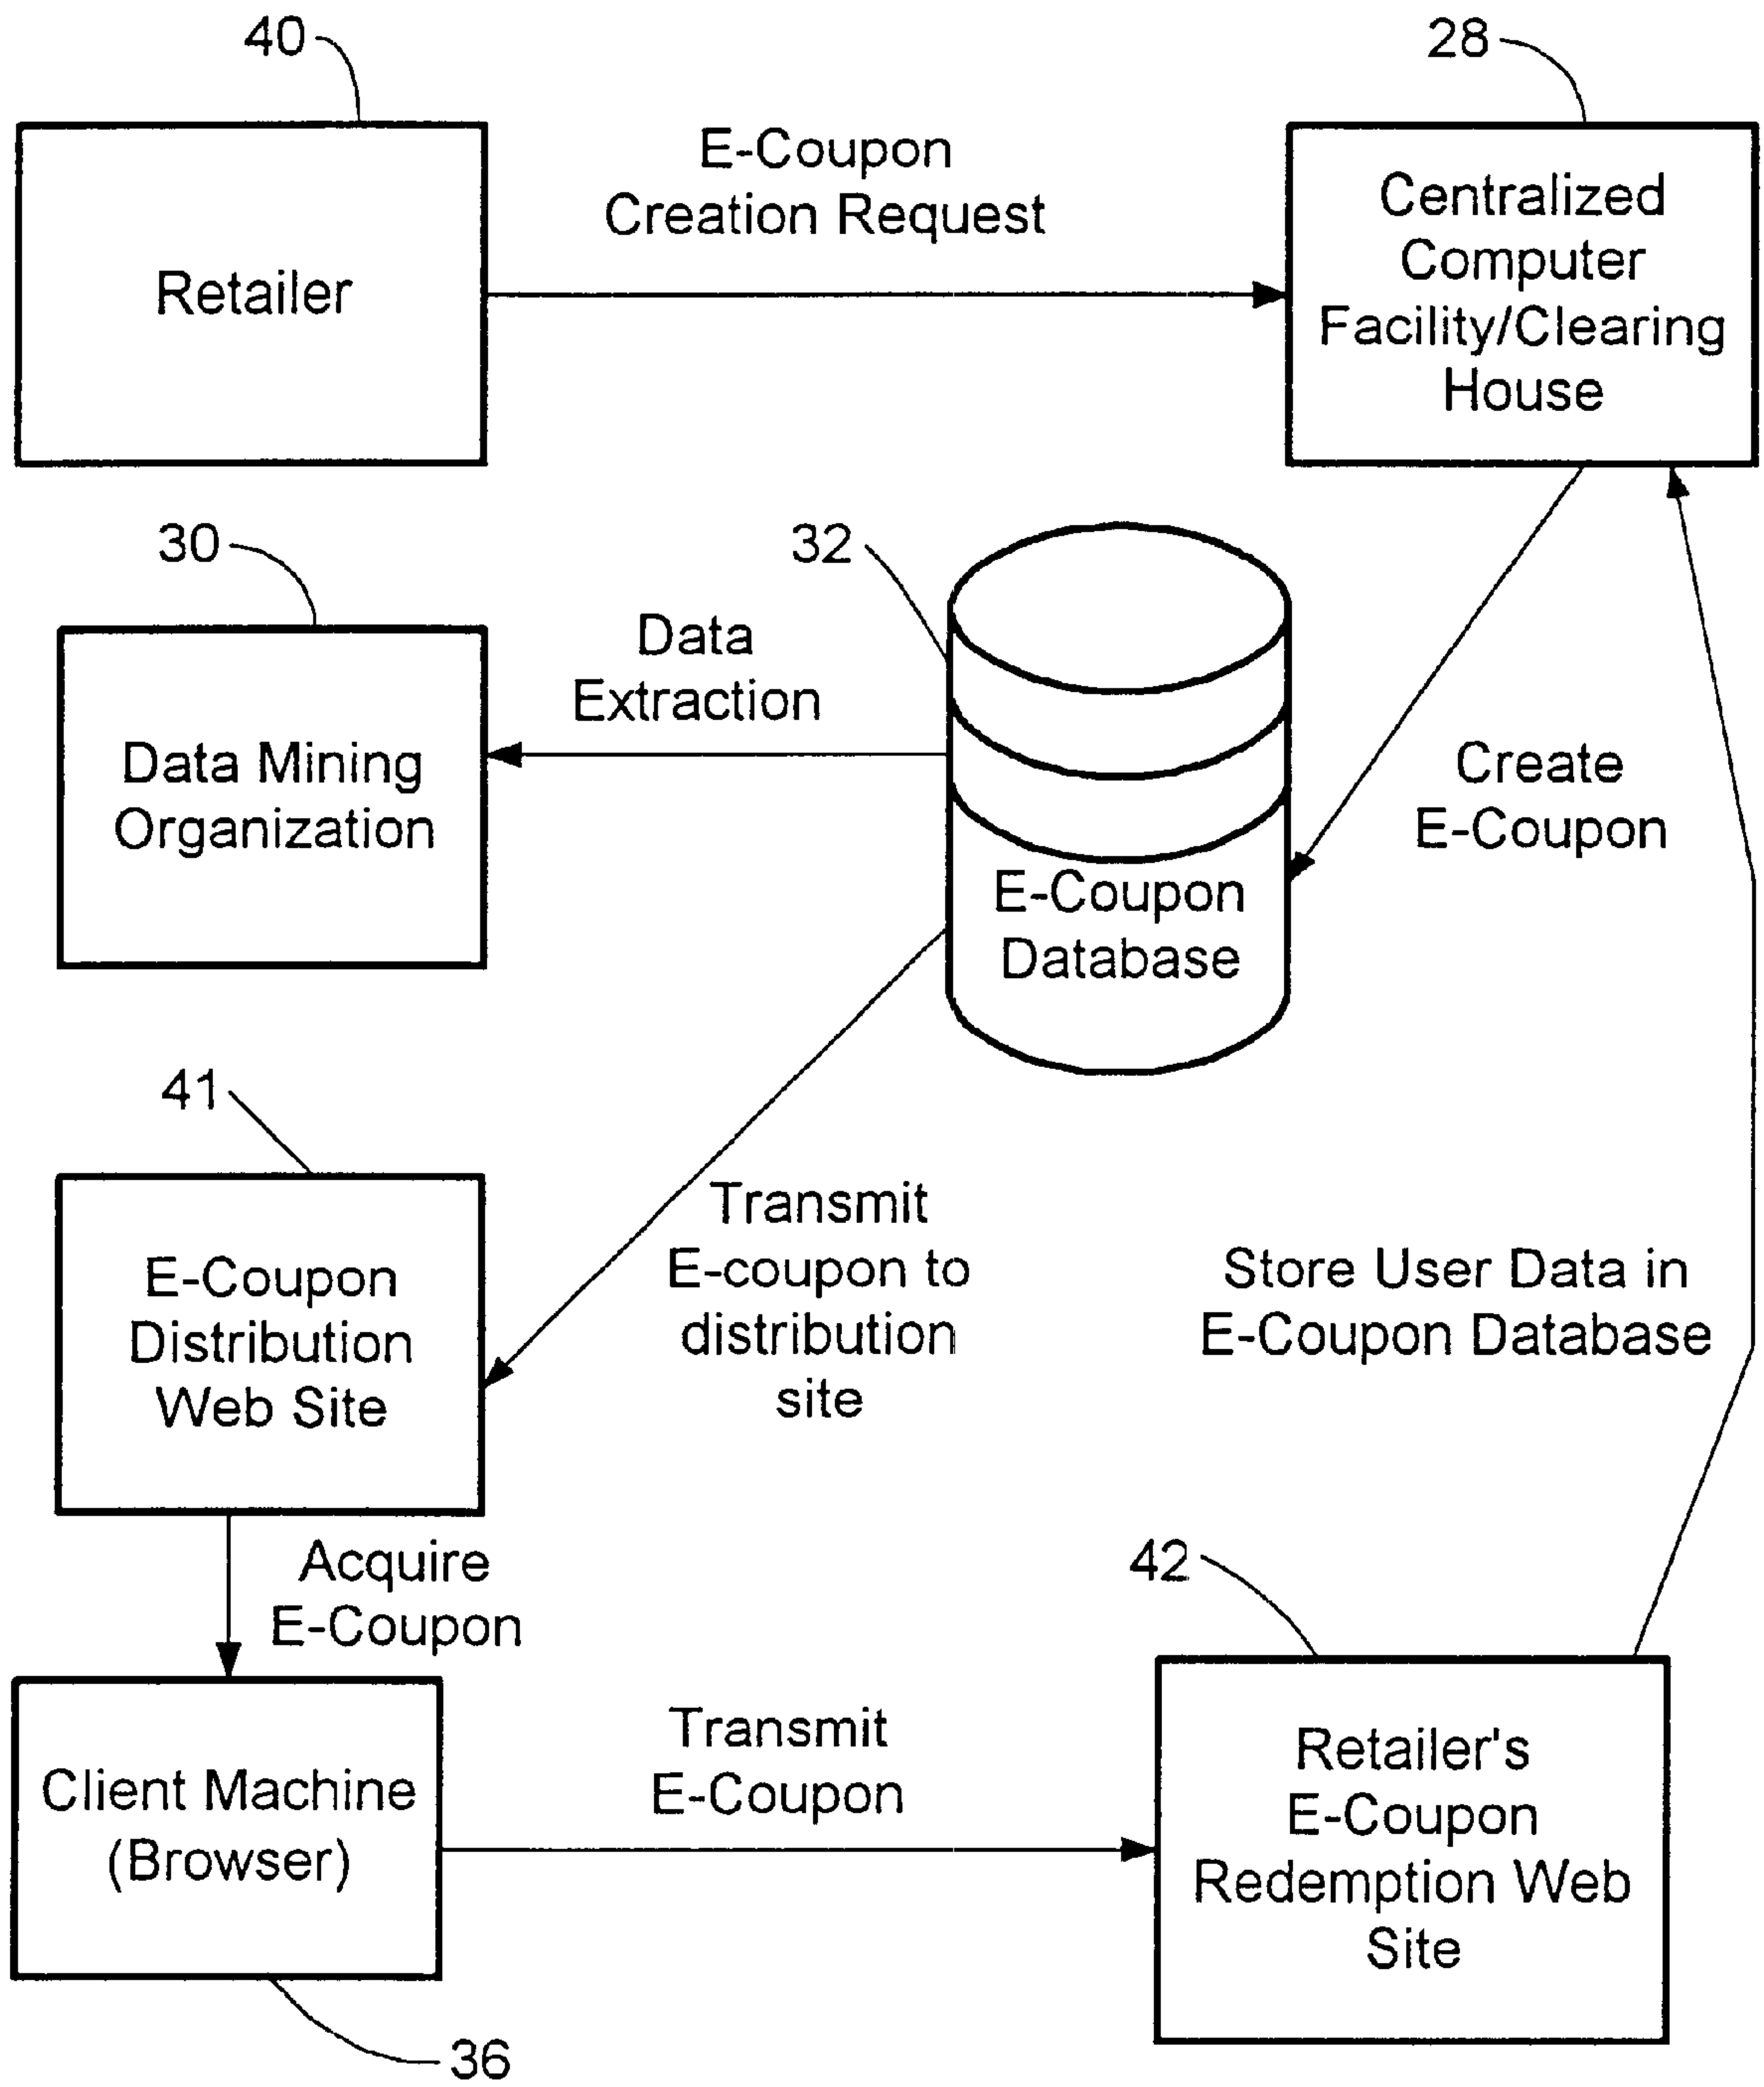 40
28
E-Coupon
Creation Request
Retailer
Centralized
Computer
Facility/Clearing
House
30
32
Data
Extraction
Data Mining
Organization
Create
E-Coupon
E-Coupon
Database
41
E-Coupon
Distribution
Web Site
Transmit
E-coupon to
distribution
site
Store User Data in
E-Coupon Database
Acquire
E-Coupon
42
Client Machine
(Browser)
Transmit
E-Coupon
Retailer's
E-Coupon
Redemption Web
Site
36